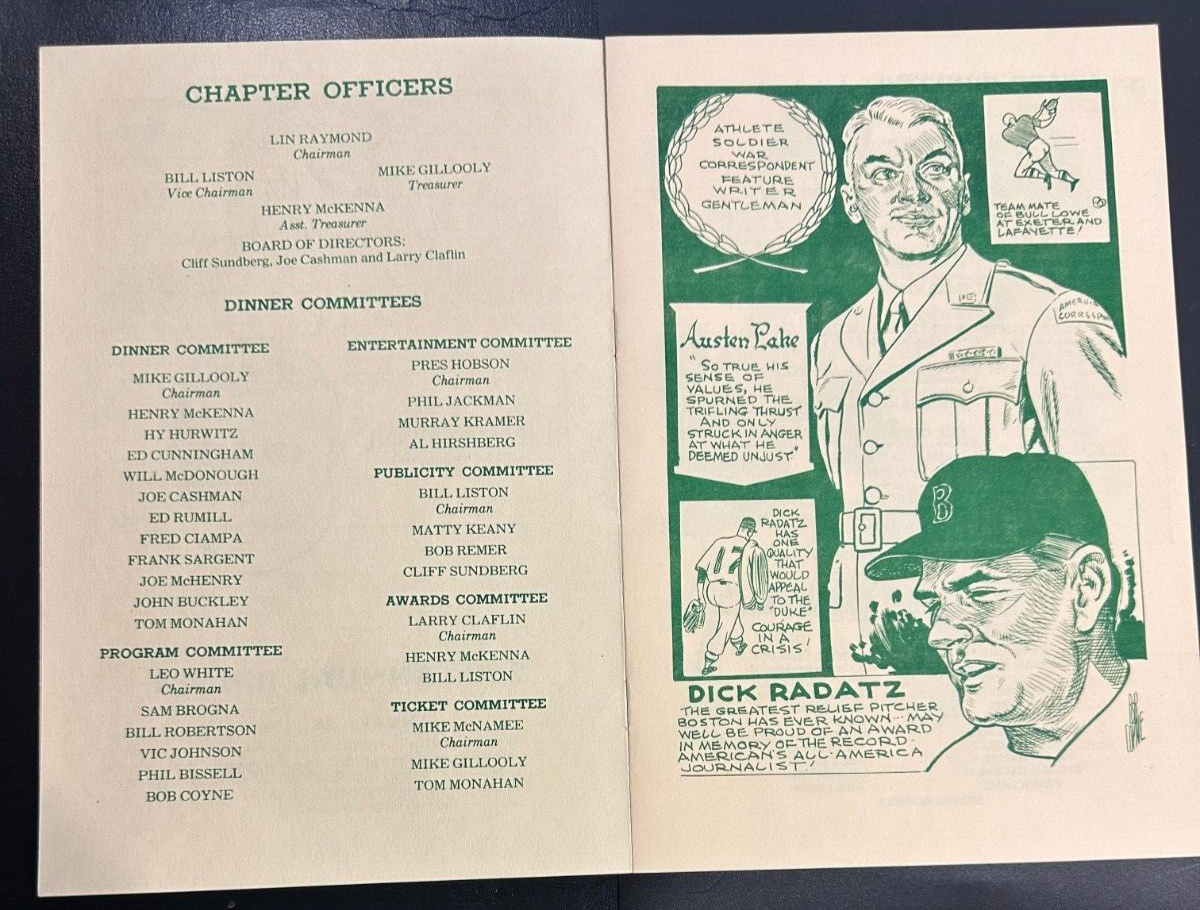 CHAPTER OFFICERS
LIN RAYMOND
Chairman
BILL LISTON
Vice Chairman
MIKE GILLOOLY
Treasurer
HENRY McKENNA
Asst. Treasurer
BOARD OF DIRECTORS:
Cliff Sundberg, Joe Cashman and Larry Claflin
DINNER COMMITTEES
DINNER COMMITTEE
MIKE GILLOOLY
Chairman
HENRY McKENNA
HY HURWITZ
ED CUNNINGHAM
WILL McDONOUGH
JOE CASHMAN
ED RUMILL
FRED CIAMPA
FRANK SARGENT
JOE McHENRY
JOHN BUCKLEY
TOM MONAHAN
PROGRAM COMMITTEE
LEO WHITE
Chairman
SAM BROGNA
BILL ROBERTSON
VIC JOHNSON
PHIL BISSELL
BOB COYNE
ENTERTAINMENT COMMITTEE
PRES HOBSON
Chairman
PHIL JACKMAN
MURRAY KRAMER
AL HIRSHBERG
PUBLICITY COMMITTEE
BILL LISTON
Chairman
MATTY KEANY
BOB REMER
CLIFF SUNDBERG
AWARDS COMMITTEE
LARRY CLAFLIN
Chairman
HENRY McKENNA
BILL LISTON
TICKET COMMITTEE
MIKE McNAMEE
Chairman
MIKE GILLOOLY
TOM MONAHAN
ATHLETE
SOLDIER
WAR
CORRESPONDENT
FEATURE
WRITER
GENTLEMAN
TEAM MATE
OF BULL LOWE
AT EXETER AND
LAFAYETTE!
AMERICAN
CORRESPON
Austen Lake
"SO TRUE HIS
SENSE OF
VALUES, HE
SPURNED THE
TRIFLING THRUST
AND ONLY
STRUCK IN ANGER
AT WHAT HE
DEEMED UNJUST"
17
DICK
RADATZ
HAS
ONE
QUALITY
THAT
WOULD
APPEAL
TO THE
"DUKE"
COURAGE
IN A
CRISIS!
B
DICK RADATZ
THE GREATEST RELIEF PITCHER
BOSTON HAS EVER KNOWN... MAY
WELL BE PROUD OF AN AWARD
IN MEMORY OF THE RECORD-
AMERICAN'S ALL-AMERICA
JOURNALIST!